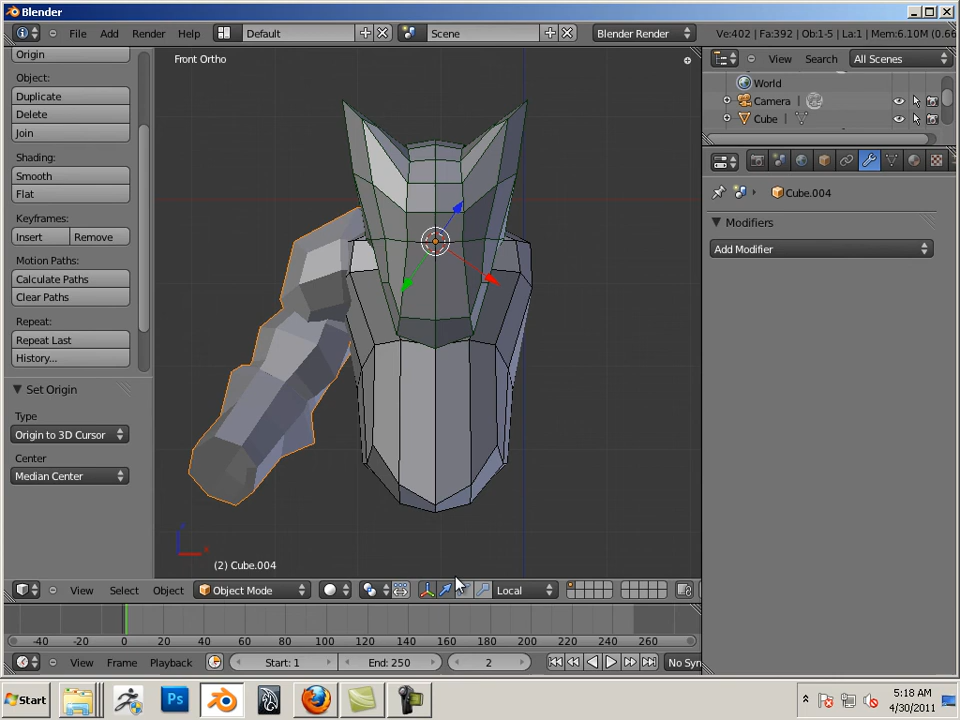 Blender
File Add Render Help Default Scene Blender Render Ve:402 | Fa:392 | Ob:1-5 | La:1 | Mem:6.10M (0.66
Origin
Object:
Duplicate
Delete
Join
Shading:
Smooth
Flat
Keyframes:
Insert Remove
Motion Paths:
Calculate Paths
Clear Paths
Repeat:
Repeat Last
History...
Set Origin
Type
Origin to 3D Cursor
Center
Median Center
Front Ortho
(2) Cube.004
View Search All Scenes
World
Camera
Cube
Cube.004
Modifiers
Add Modifier
View Select Object Object Mode Local
-40 -20 0 20 40 60 80 100 120 140 160 180 200 220 240 260
View Frame Playback Start: 1 End: 250 2 No Syn
Start Ps 5:18 AM
4/30/2011